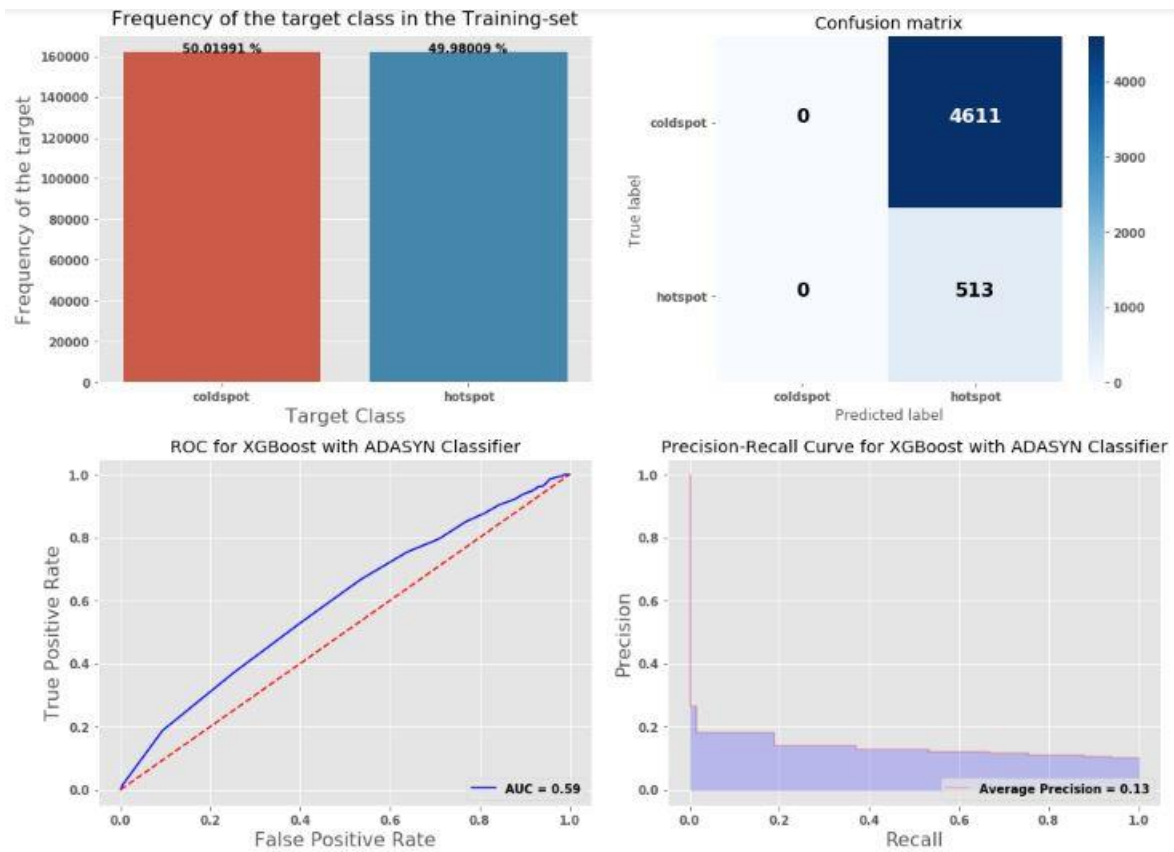 Frequency of the target class in the Training-set
50.01991 %
49.98009 %
160000
140000
120000
100000
80000
60000
40000
20000
0
Frequency of the target
coldspot
hotspot
Target Class
Confusion matrix
coldspot
hotspot
True label
0
4611
0
513
coldspot
hotspot
Predicted label
4000
3000
2000
1000
0
ROC for XGBoost with ADASYN Classifier
1.0
0.8
0.6
0.4
0.2
0.0
True Positive Rate
AUC = 0.59
0.0 0.2 0.4 0.6 0.8 1.0
False Positive Rate
Precision-Recall Curve for XGBoost with ADASYN Classifier
1.0
0.8
0.6
0.4
0.2
0.0
Precision
Average Precision = 0.13
0.0 0.2 0.4 0.6 0.8 1.0
Recall